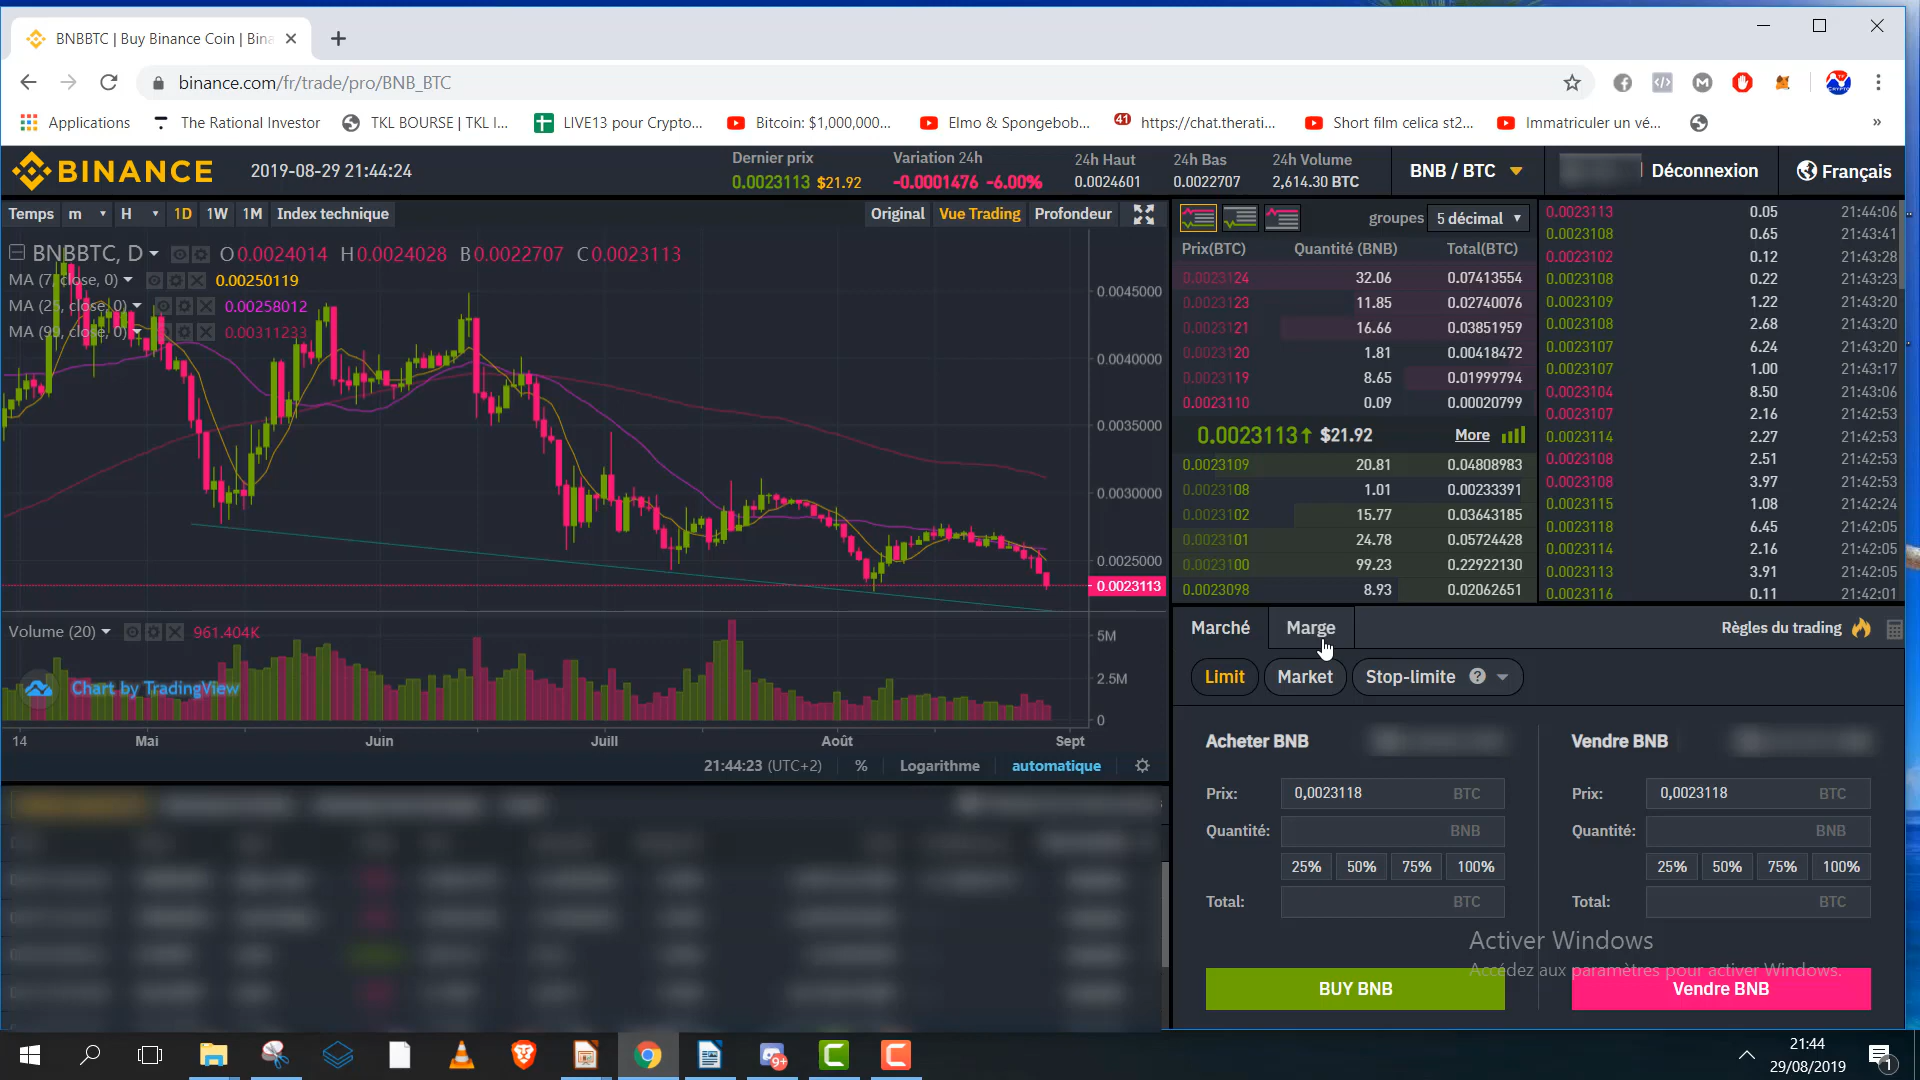 BNBBTC | Buy Binance Coin | Bina
binance.com/fr/trade/pro/BNB_BTC
Applications
The Rational Investor
TKL BOURSE | TKL I...
LIVE13 pour Crypto...
Bitcoin: $1,000,000...
Elmo & Spongebob...
41
https://chat.therati...
Short film celica st2...
Immatriculer un vé...
»
BINANCE
2019-08-29 21:44:24
Dernier prix
0.0023113 $21.92
Variation 24h
-0.0001476 -6.00%
24h Haut
0.0024601
24h Bas
0.0022707
24h Volume
2,614.30 BTC
BNB / BTC
Déconnexion
Français
Temps m H 1D 1W 1M Index technique
Original Vue Trading Profondeur
BNBBTC, D O0.0024014 H0.0024028 B0.0022707 C0.0023113
MA (7, close, 0) 0.00250119
MA (25, close, 0) 0.00258012
MA (99, close, 0) 0.00311233
0.0045000
0.0040000
0.0035000
0.0030000
0.0025000
0.0023113
Volume (20) 961.404K
5M
2.5M
0
Chart by TradingView
14 Mai Juin Juill Août Sept
21:44:23 (UTC+2) % Logarithme automatique
groupes 5 décimal
Prix(BTC) Quantité (BNB) Total(BTC)
0.0023124 32.06 0.07413554
0.0023123 11.85 0.02740076
0.0023121 16.66 0.03851959
0.0023120 1.81 0.00418472
0.0023119 8.65 0.01999794
0.0023110 0.09 0.00020799
0.0023113↑ $21.92 More
0.0023109 20.81 0.04808983
0.0023108 1.01 0.00233391
0.0023102 15.77 0.03643185
0.0023101 24.78 0.05724428
0.0023100 99.23 0.22922130
0.0023098 8.93 0.02062651
0.0023113 0.05 21:44:06
0.0023108 0.65 21:43:41
0.0023102 0.12 21:43:28
0.0023108 0.22 21:43:23
0.0023109 1.22 21:43:20
0.0023108 2.68 21:43:20
0.0023107 6.24 21:43:20
0.0023107 1.00 21:43:17
0.0023104 8.50 21:43:06
0.0023107 2.16 21:42:53
0.0023114 2.27 21:42:53
0.0023108 2.51 21:42:53
0.0023108 3.97 21:42:53
0.0023115 1.08 21:42:24
0.0023118 6.45 21:42:05
0.0023114 2.16 21:42:05
0.0023113 3.91 21:42:05
0.0023116 0.11 21:42:01
Marché Marge Règles du trading
Limit Market Stop-limite ?
Acheter BNB
Prix: 0,0023118 BTC
Quantité: BNB
25% 50% 75% 100%
Total: BTC
BUY BNB
Vendre BNB
Prix: 0,0023118 BTC
Quantité: BNB
25% 50% 75% 100%
Total: BTC
Vendre BNB
Activer Windows
Accédez aux paramètres pour activer Windows.
9+
21:44
29/08/2019
1